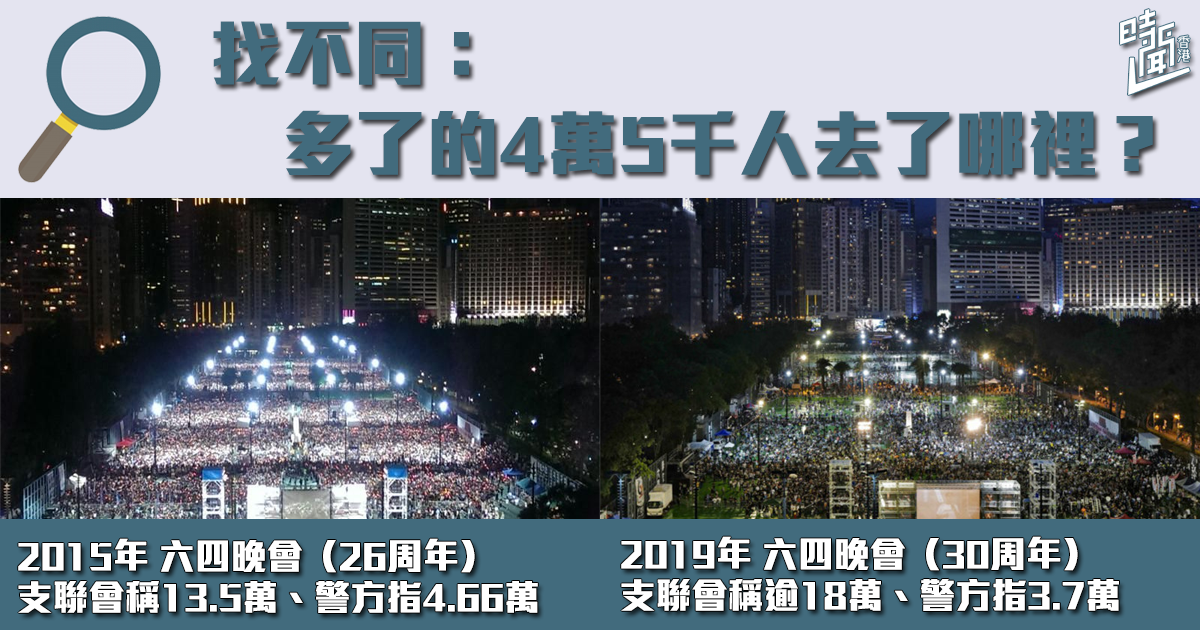 時聞
香港
找不同：
多了的4萬5千人去了哪裡？
2015年 六四晚會（26周年）
支聯會稱13.5萬、警方指4.66萬
2019年 六四晚會（30周年）
支聯會稱逾18萬、警方指3.7萬